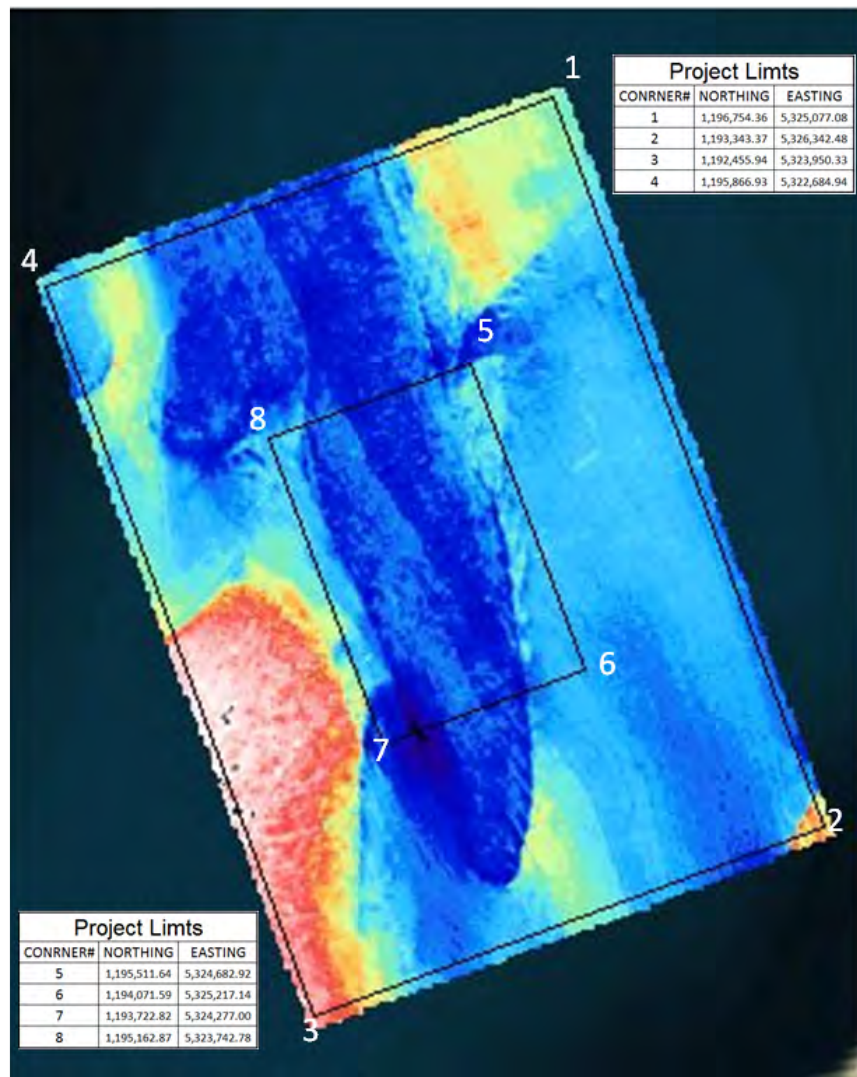 1
Project Limts
CONRNER# NORTHING EASTING
1 1,196,754.36 5,325,077.08
2 1,193,343.37 5,326,342.48
3 1,192,455.94 5,323,950.33
4 1,195,866.93 5,322,684.94
4
5
8
6
7
2
Project Limts
CONRNER# NORTHING EASTING
5 1,195,511.64 5,324,682.92
6 1,194,071.59 5,325,217.14
7 1,193,722.82 5,324,277.00
8 1,195,162.87 5,323,742.78
3